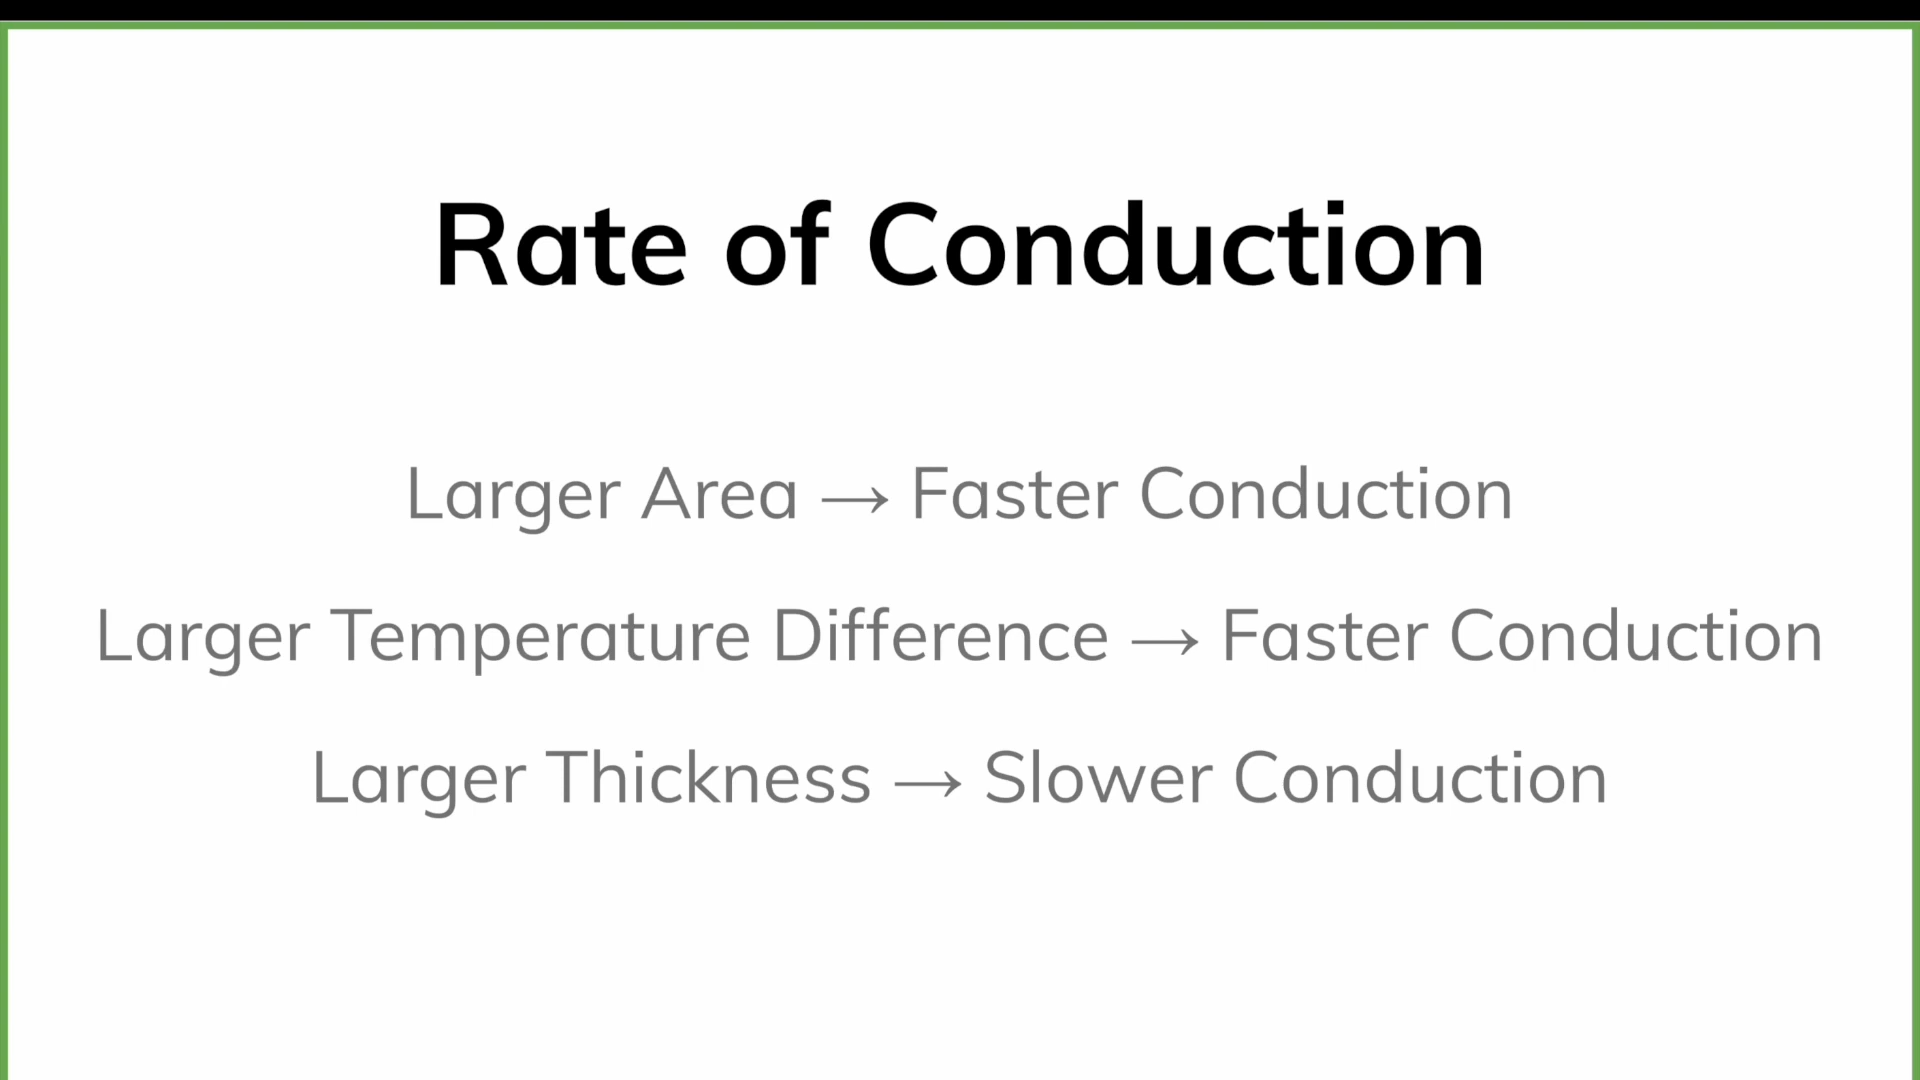 Rate of Conduction
Larger Area → Faster Conduction
Larger Temperature Difference → Faster Conduction
Larger Thickness → Slower Conduction